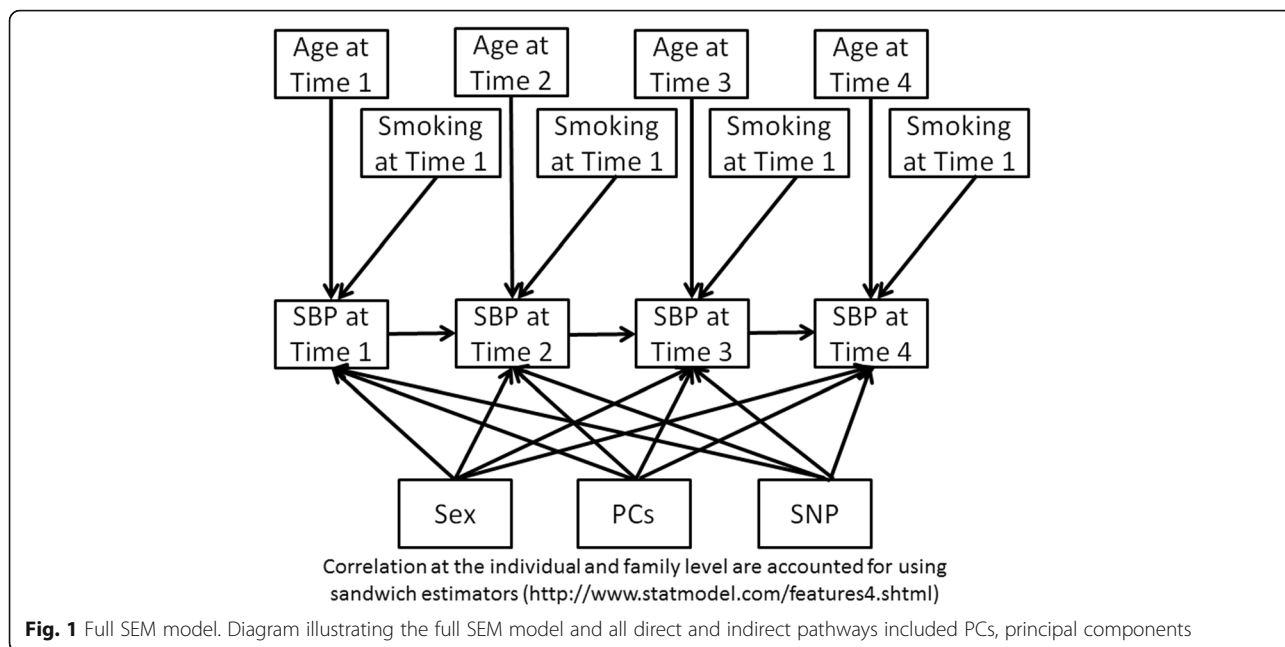 Age at
Time 1
Age at
Time 2
Age at
Time 3
Age at
Time 4
Smoking
at Time 1
Smoking
at Time 1
Smoking
at Time 1
Smoking
at Time 1
SBP at
Time 1
SBP at
Time 2
SBP at
Time 3
SBP at
Time 4
Sex
PCs
SNP
Correlation at the individual and family level are accounted for using
sandwich estimators (http://www.statmodel.com/features4.shtml)
Fig. 1 Full SEM model. Diagram illustrating the full SEM model and all direct and indirect pathways included PCs, principal components